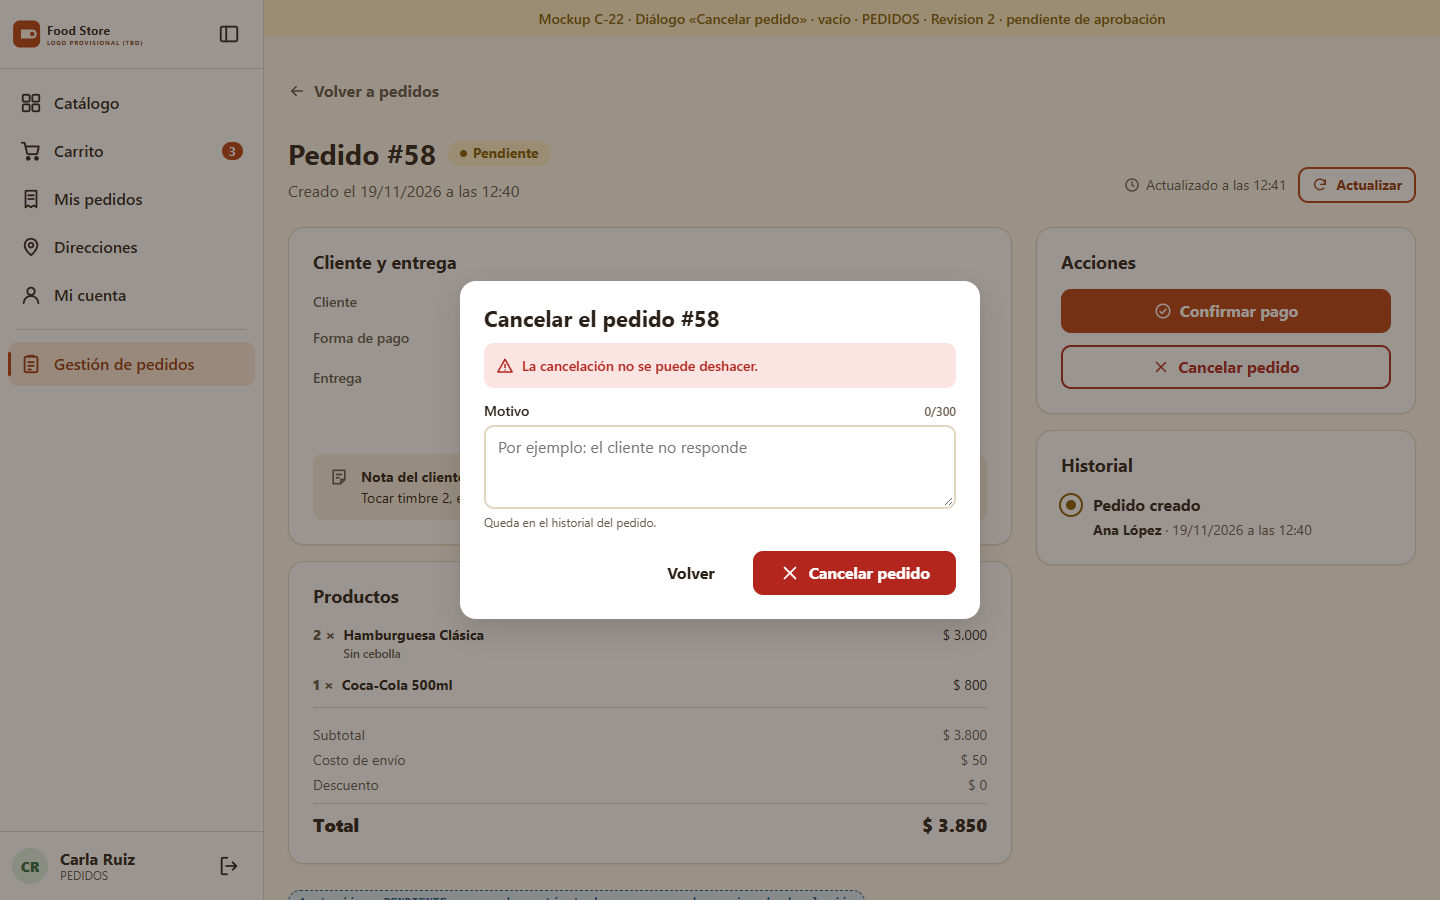 Food Store
LOGO PROVISIONAL (TBD)
Catálogo
Carrito
3
Mis pedidos
Direcciones
Mi cuenta
Gestión de pedidos
CR
Carla Ruiz
PEDIDOS
Mockup C-22 · Diálogo «Cancelar pedido» · vacío · PEDIDOS · Revision 2 · pendiente de aprobación
Volver a pedidos
Pedido #58
Pendiente
Creado el 19/11/2026 a las 12:40
Actualizado a las 12:41
Actualizar
Cliente y entrega
Cliente
Forma de pago
Entrega
Nota del cliente
Tocar timbre 2,
Cancelar el pedido #58
La cancelación no se puede deshacer.
Motivo
0/300
Por ejemplo: el cliente no responde
Queda en el historial del pedido.
Volver
Cancelar pedido
Acciones
Confirmar pago
Cancelar pedido
Historial
Pedido creado
Ana López · 19/11/2026 a las 12:40
Productos
2 × Hamburguesa Clásica $ 3.000
Sin cebolla
1 × Coca-Cola 500ml $ 800
Subtotal $ 3.800
Costo de envío $ 50
Descuento $ 0
Total $ 3.850